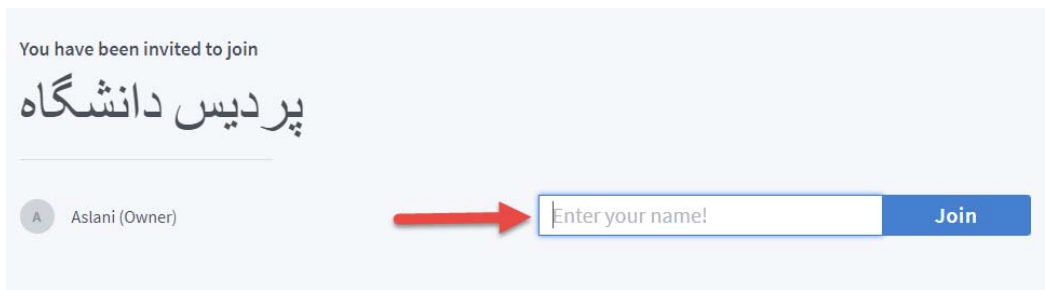 You have been invited to join
پردیس دانشگاه
A Aslani (Owner)
Enter your name! Join